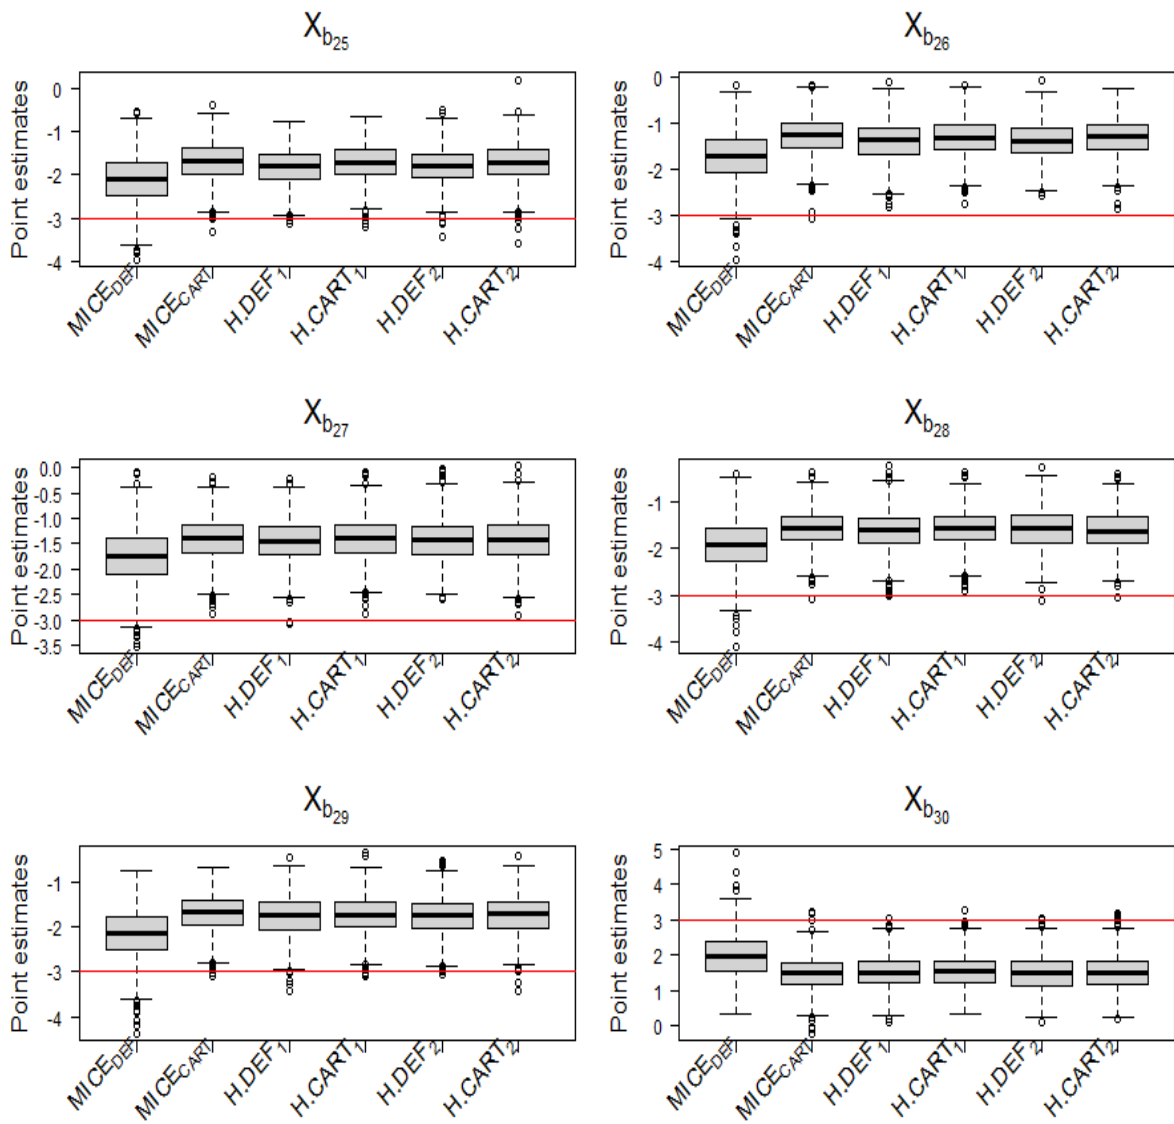 X_b25
Point estimates
0
-1
-2
-3
-4
MICE_DEF MICE_CART H.DEF_1 H.CART_1 H.DEF_2 H.CART_2
X_b26
Point estimates
0
-1
-2
-3
-4
MICE_DEF MICE_CART H.DEF_1 H.CART_1 H.DEF_2 H.CART_2
X_b27
Point estimates
0.0
-0.5
-1.0
-1.5
-2.0
-2.5
-3.0
-3.5
MICE_DEF MICE_CART H.DEF_1 H.CART_1 H.DEF_2 H.CART_2
X_b28
Point estimates
-1
-2
-3
-4
MICE_DEF MICE_CART H.DEF_1 H.CART_1 H.DEF_2 H.CART_2
X_b29
Point estimates
-1
-2
-3
-4
MICE_DEF MICE_CART H.DEF_1 H.CART_1 H.DEF_2 H.CART_2
X_b30
Point estimates
5
4
3
2
1
0
MICE_DEF MICE_CART H.DEF_1 H.CART_1 H.DEF_2 H.CART_2